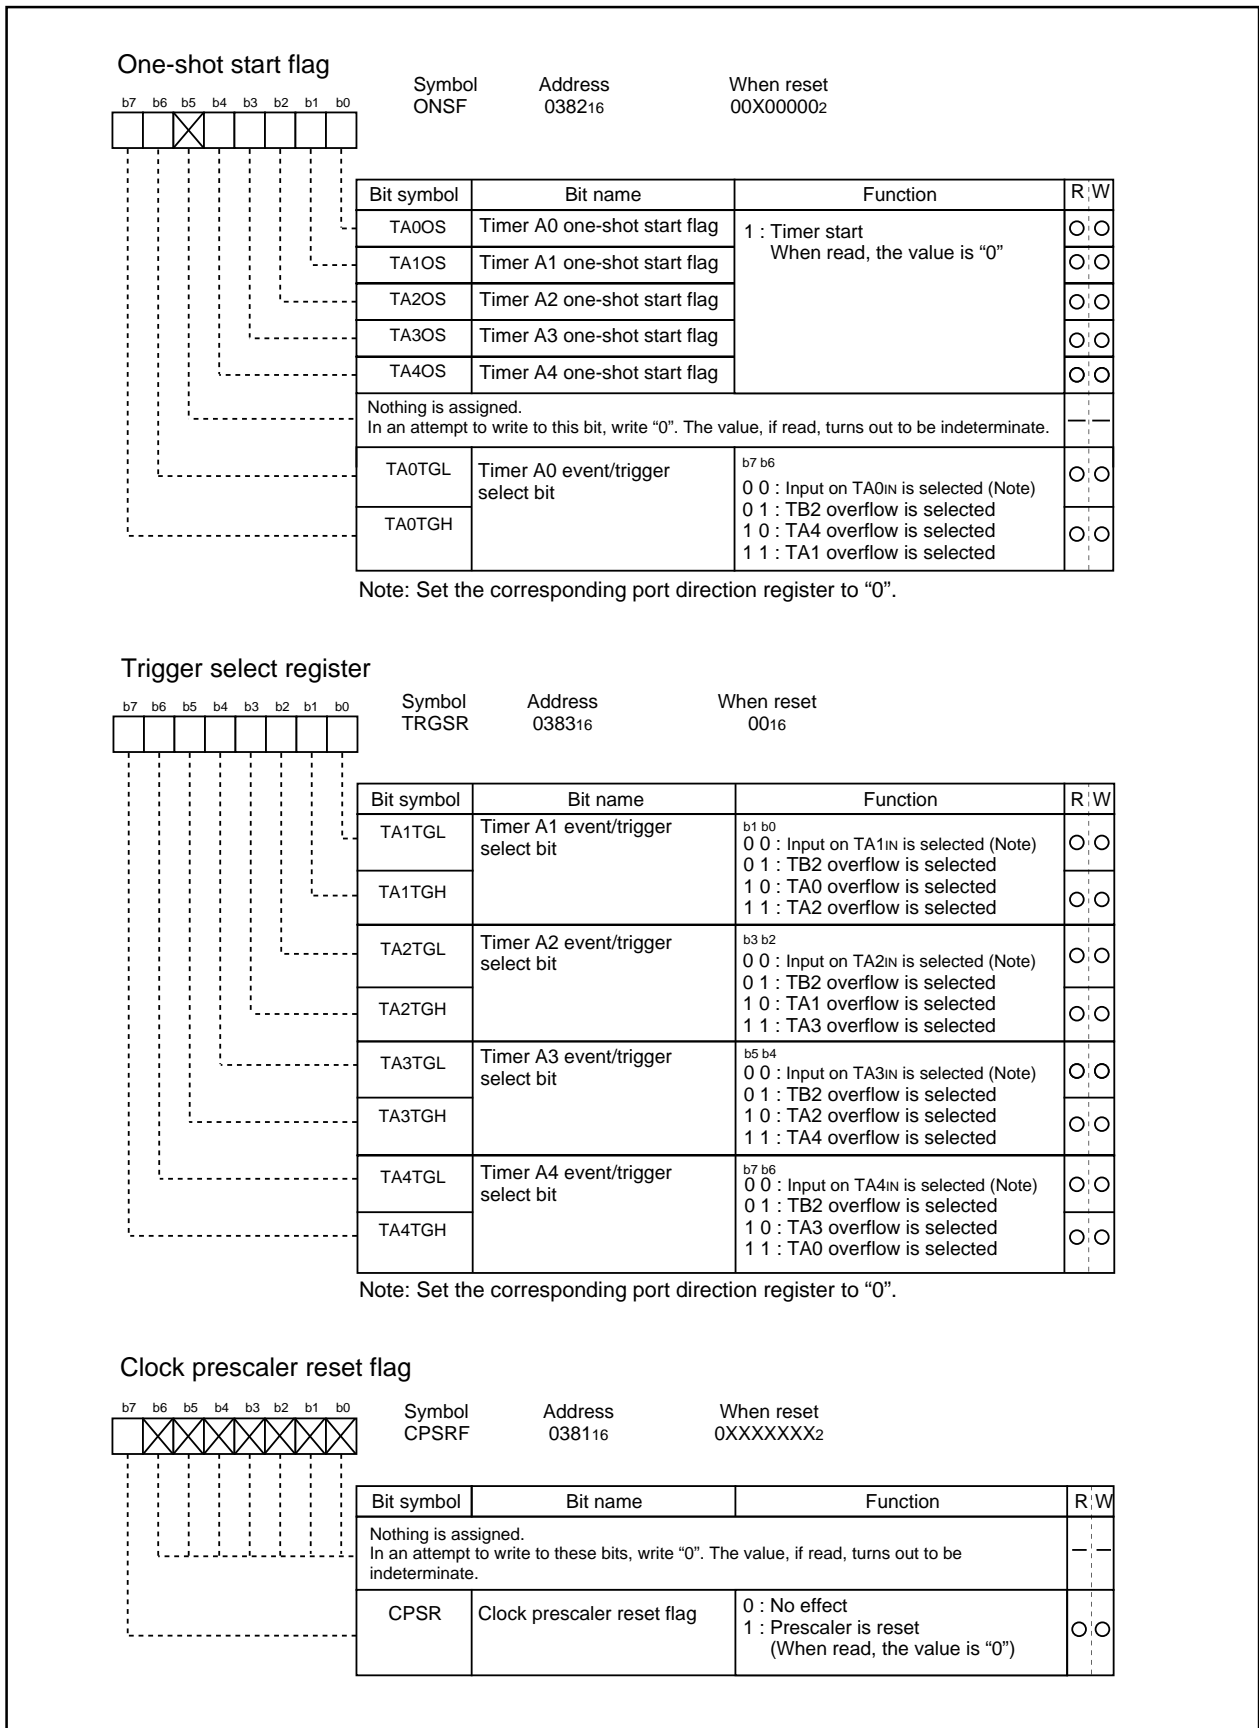 One-shot start flag
Symbol Address When reset
ONSF 038216 00X000002
b7 b6 b5 b4 b3 b2 b1 b0
Bit symbol Bit name Function R W
TA0OS Timer A0 one-shot start flag 1 : Timer start
When read, the value is “0”
TA1OS Timer A1 one-shot start flag
TA2OS Timer A2 one-shot start flag
TA3OS Timer A3 one-shot start flag
TA4OS Timer A4 one-shot start flag
Nothing is assigned.
In an attempt to write to this bit, write “0”. The value, if read, turns out to be indeterminate.
TA0TGL Timer A0 event/trigger
select bit
b7 b6
0 0 : Input on TA0IN is selected (Note)
0 1 : TB2 overflow is selected
TA0TGH 1 0 : TA4 overflow is selected
1 1 : TA1 overflow is selected
Note: Set the corresponding port direction register to “0”.
Trigger select register
Symbol Address When reset
TRGSR 038316 0016
b7 b6 b5 b4 b3 b2 b1 b0
Bit symbol Bit name Function R W
TA1TGL Timer A1 event/trigger
select bit
b1 b0
0 0 : Input on TA1IN is selected (Note)
0 1 : TB2 overflow is selected
TA1TGH 1 0 : TA0 overflow is selected
1 1 : TA2 overflow is selected
TA2TGL Timer A2 event/trigger
select bit
b3 b2
0 0 : Input on TA2IN is selected (Note)
0 1 : TB2 overflow is selected
TA2TGH 1 0 : TA1 overflow is selected
1 1 : TA3 overflow is selected
TA3TGL Timer A3 event/trigger
select bit
b5 b4
0 0 : Input on TA3IN is selected (Note)
0 1 : TB2 overflow is selected
TA3TGH 1 0 : TA2 overflow is selected
1 1 : TA4 overflow is selected
TA4TGL Timer A4 event/trigger
select bit
b7 b6
0 0 : Input on TA4IN is selected (Note)
0 1 : TB2 overflow is selected
TA4TGH 1 0 : TA3 overflow is selected
1 1 : TA0 overflow is selected
Note: Set the corresponding port direction register to “0”.
Clock prescaler reset flag
Symbol Address When reset
CPSRF 038116 0XXXXXXX2
b7 b6 b5 b4 b3 b2 b1 b0
Bit symbol Bit name Function R W
Nothing is assigned.
In an attempt to write to these bits, write “0”. The value, if read, turns out to be
indeterminate.
CPSR Clock prescaler reset flag 0 : No effect
1 : Prescaler is reset
(When read, the value is “0”)